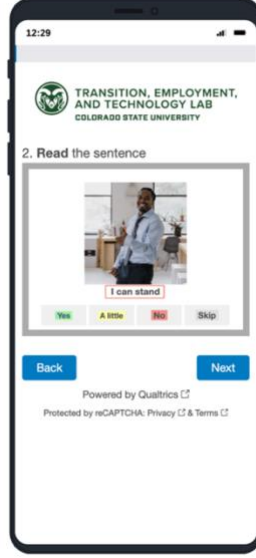 12:29
TRANSITION, EMPLOYMENT,
AND TECHNOLOGY LAB
COLORADO STATE UNIVERSITY
2. Read the sentence
I can stand
Yes A little No Skip
Back Next
Powered by Qualtrics
Protected by reCAPTCHA: Privacy & Terms